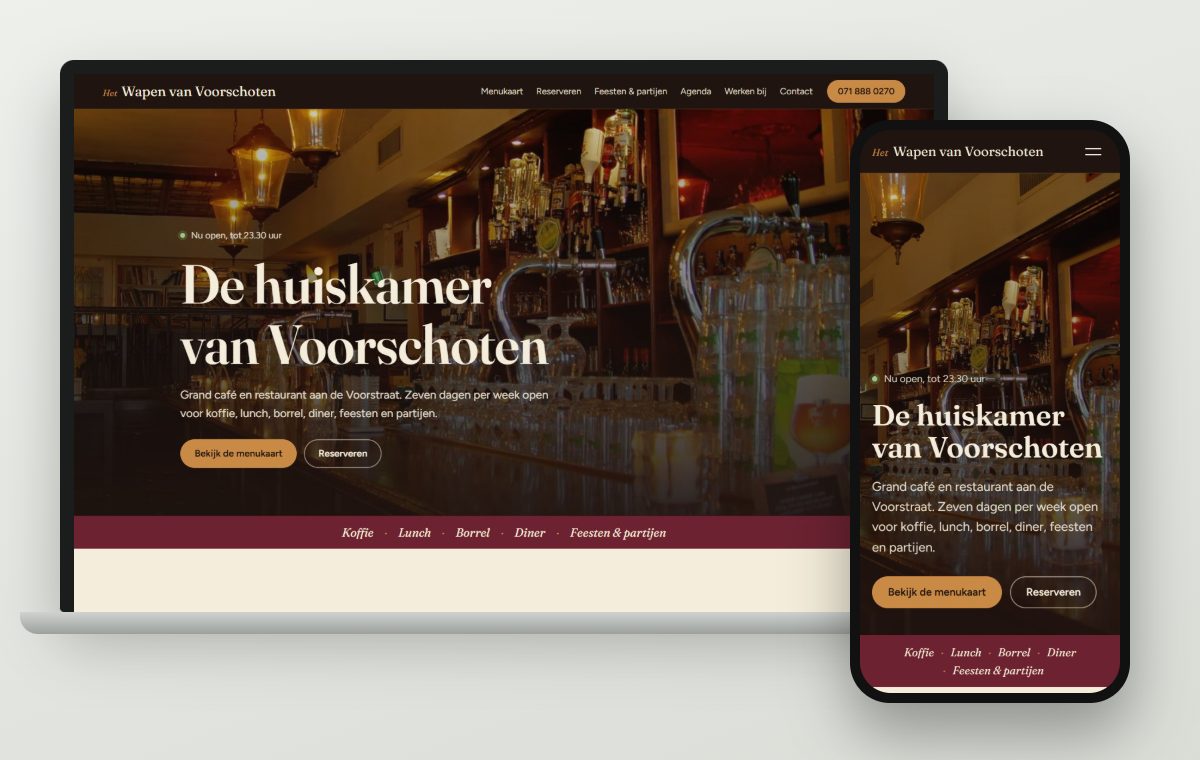 Het Wapen van Voorschoten
Menukaart Reserveren Feesten & partijen Agenda Werken bij Contact 071 888 0270
Nu open, tot 23.30 uur
De huiskamer
van Voorschoten
Grand café en restaurant aan de Voorstraat. Zeven dagen per week open
voor koffie, lunch, borrel, diner, feesten en partijen.
Bekijk de menukaart Reserveren
Koffie · Lunch · Borrel · Diner · Feesten & partijen
Het Wapen van Voorschoten
Nu open, tot 23.30 uur
De huiskamer
van Voorschoten
Grand café en restaurant aan de
Voorstraat. Zeven dagen per week open
voor koffie, lunch, borrel, diner, feesten
en partijen.
Bekijk de menukaart Reserveren
Koffie · Lunch · Borrel · Diner
· Feesten & partijen